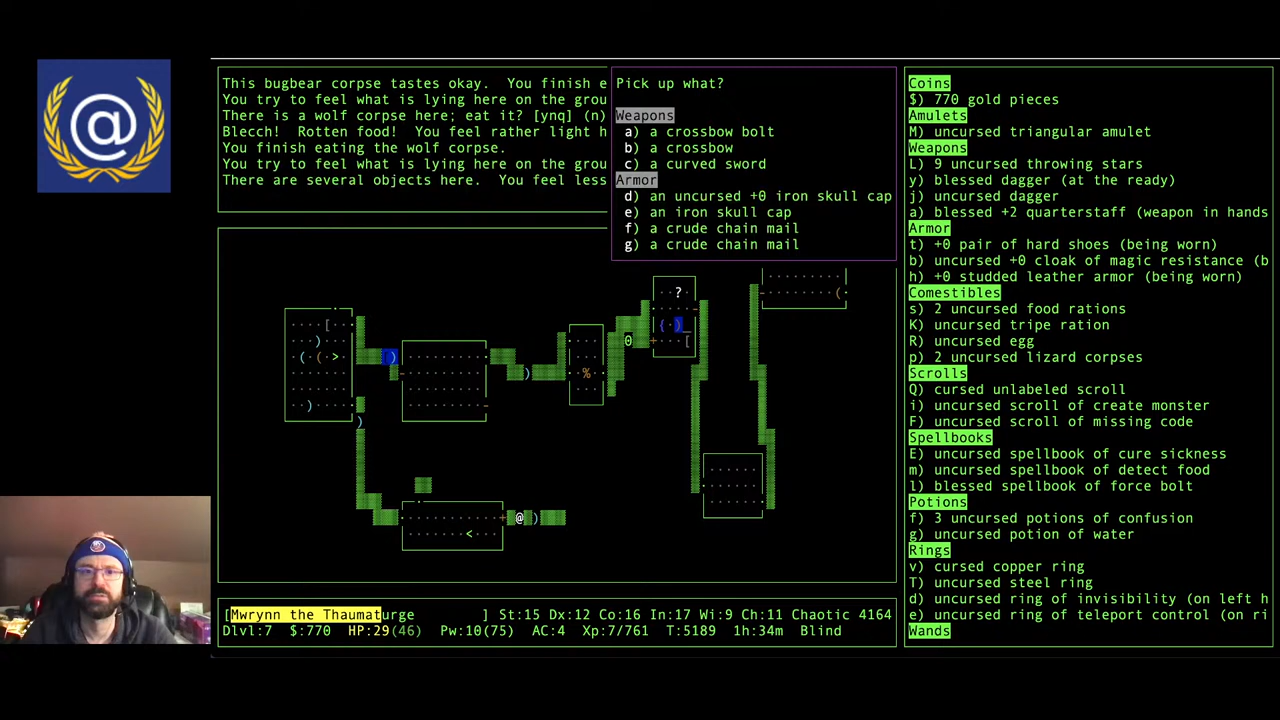 This bugbear corpse tastes okay.  You finish e
You try to feel what is lying here on the grou
There is a wolf corpse here; eat it? [ynq] (n)
Blecch!  Rotten food!  You feel rather light h
You finish eating the wolf corpse.
You try to feel what is lying here on the grou
There are several objects here.  You feel less
Pick up what?
Weapons
a) a crossbow bolt
b) a crossbow
c) a curved sword
Armor
d) an uncursed +0 iron skull cap
e) an iron skull cap
f) a crude chain mail
g) a crude chain mail
Coins
$) 770 gold pieces
Amulets
M) uncursed triangular amulet
Weapons
L) 9 uncursed throwing stars
y) blessed dagger (at the ready)
j) uncursed dagger
a) blessed +2 quarterstaff (weapon in hands
Armor
t) +0 pair of hard shoes (being worn)
b) uncursed +0 cloak of magic resistance (b
h) +0 studded leather armor (being worn)
Comestibles
s) 2 uncursed food rations
K) uncursed tripe ration
R) uncursed egg
p) 2 lizard corpses
Scrolls
Q) cursed unlabeled scroll
i) uncursed scroll of create monster
F) uncursed scroll of missing code
Spellbooks
E) uncursed spellbook of cure sickness
m) uncursed spellbook of detect food
l) blessed spellbook of force bolt
Potions
f) 3 uncursed potions of confusion
g) uncursed potion of water
Rings
v) cursed copper ring
T) uncursed steel ring
d) uncursed ring of invisibility (on left h
e) uncursed ring of teleport control (on ri
Wands
[Mwrynn the Thaumaturge          ] St:15 Dx:12 Co:16 In:17 Wi:9 Ch:11 Chaotic 4164
Dlvl:7 $:770 HP:29(46) Pw:10(75) AC:4 Xp:7/761 T:5189 1h:34m Blind